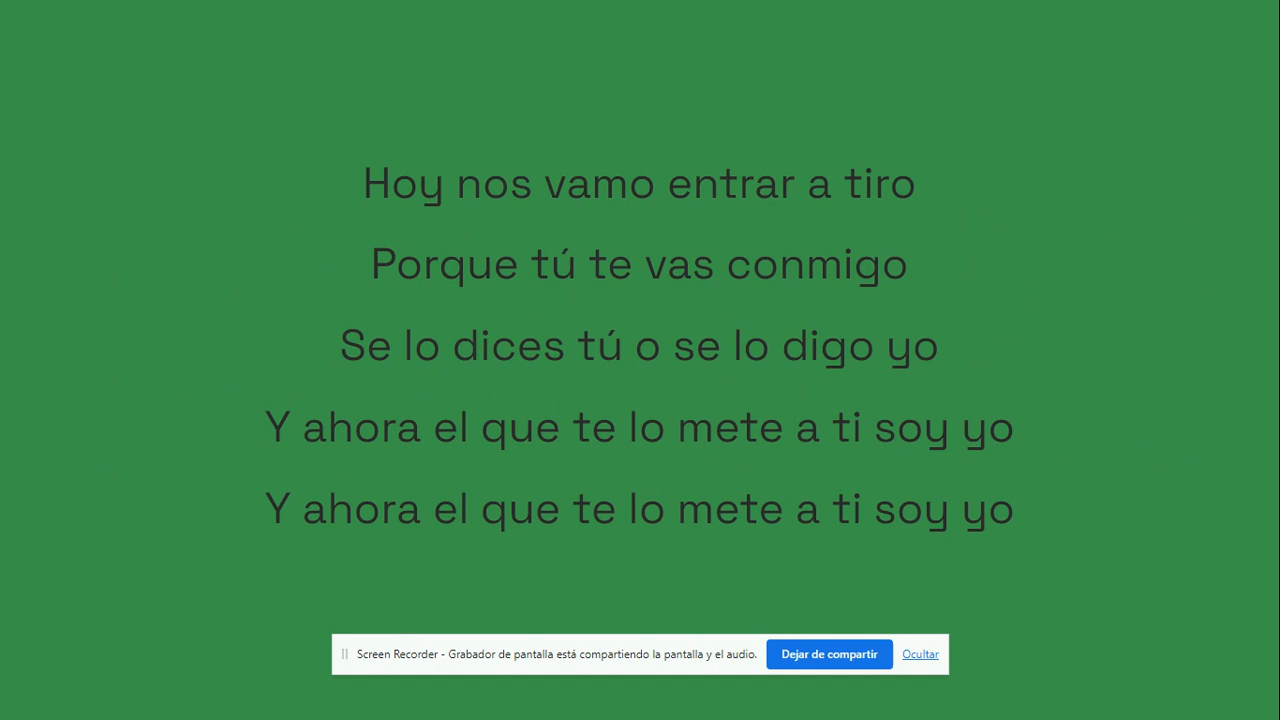 Hoy nos vamo entrar a tiro
Porque tú te vas conmigo
Se lo dices tú o se lo digo yo
Y ahora el que te lo mete a ti soy yo
Y ahora el que te lo mete a ti soy yo
Screen Recorder - Grabador de pantalla está compartiendo la pantalla y el audio. Dejar de compartir Ocultar